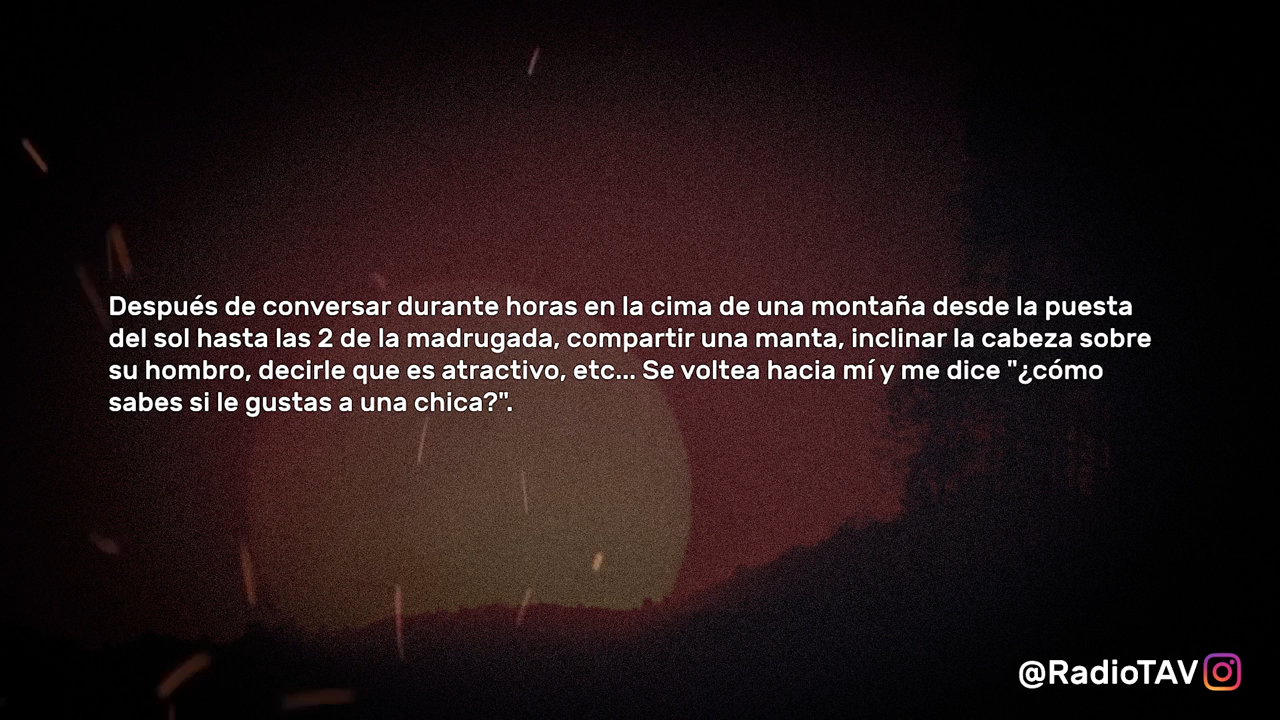 Después de conversar durante horas en la cima de una montaña desde la puesta
del sol hasta las 2 de la madrugada, compartir una manta, inclinar la cabeza sobre
su hombro, decirle que es atractivo, etc... Se voltea hacia mí y me dice "¿cómo
sabes si le gustas a una chica?".
@RadioTAV